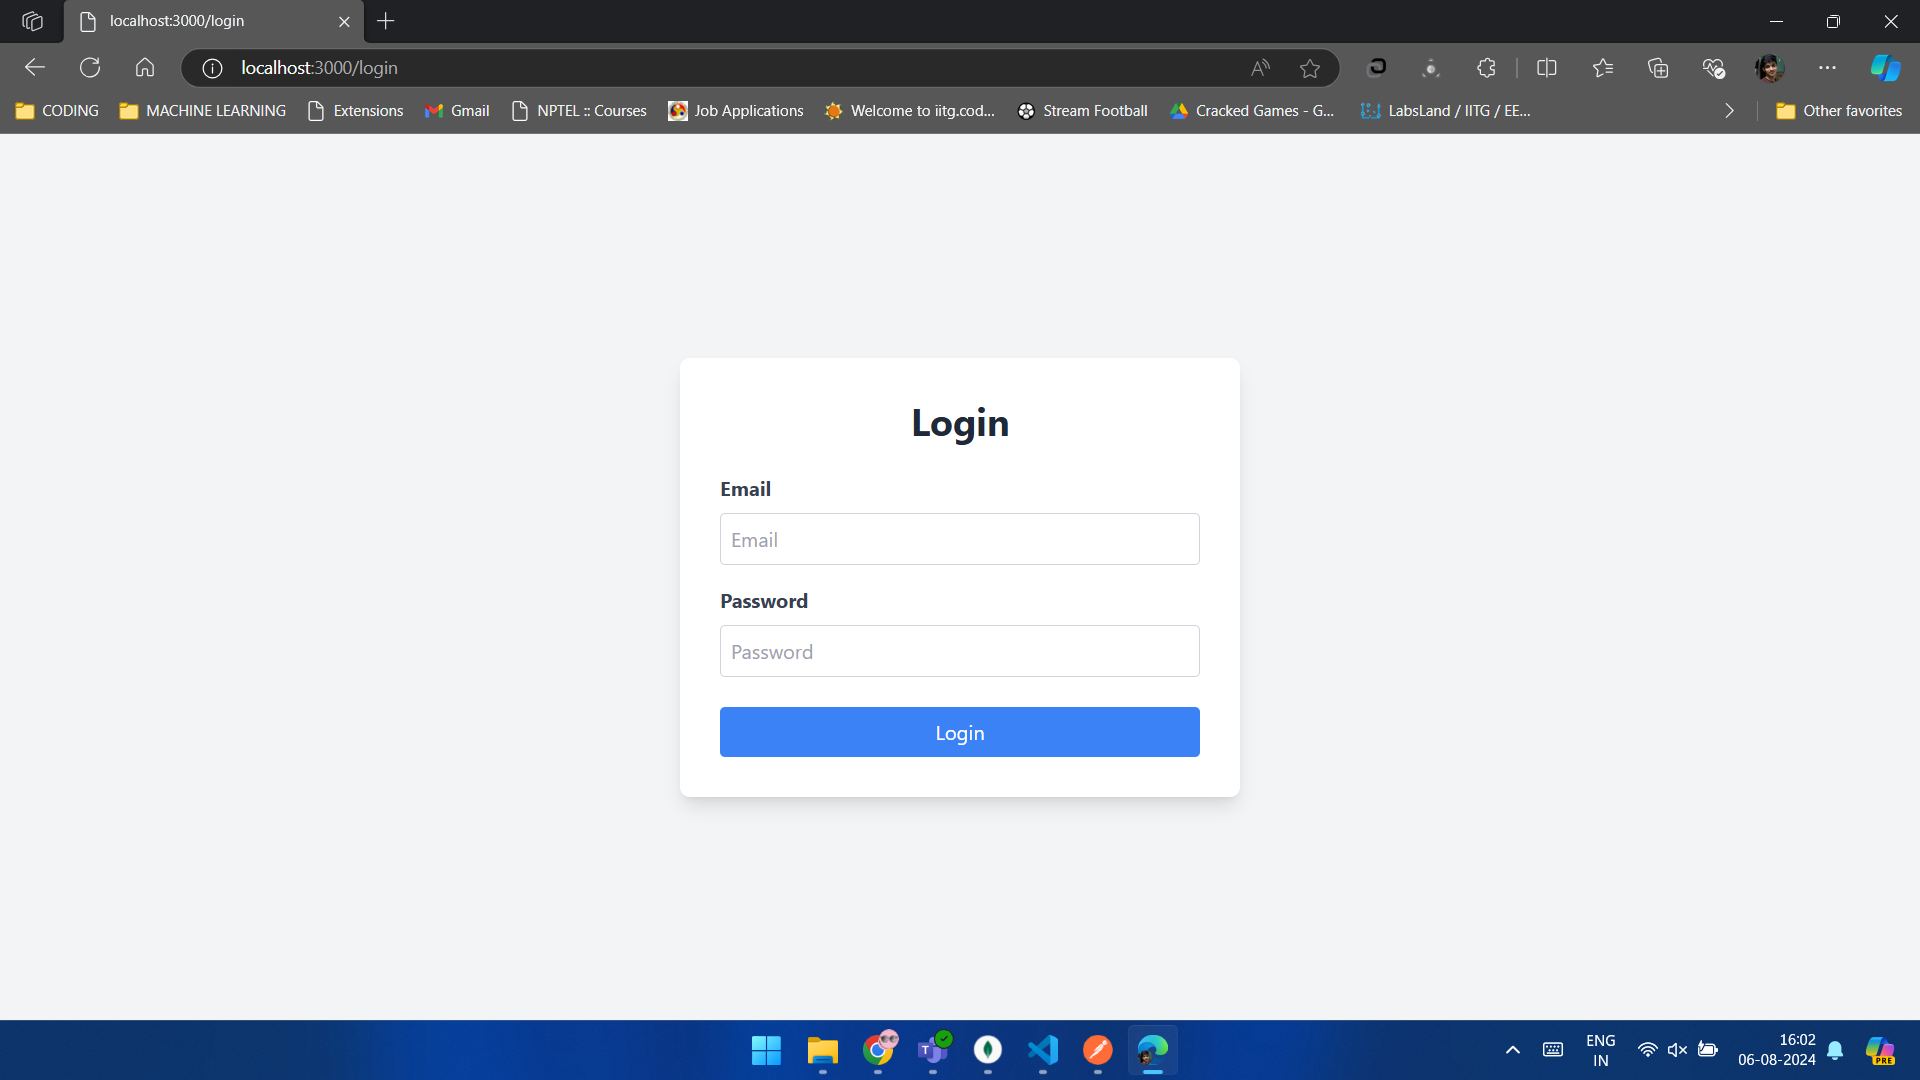 localhost:3000/login
localhost:3000/login
CODING
MACHINE LEARNING
Extensions
Gmail
NPTEL :: Courses
Job Applications
Welcome to iitg.cod...
Stream Football
Cracked Games - G...
LabsLand / IITG / EE...
Other favorites
Login
Email
Email
Password
Password
Login
ENG
IN
16:02
06-08-2024
PRE